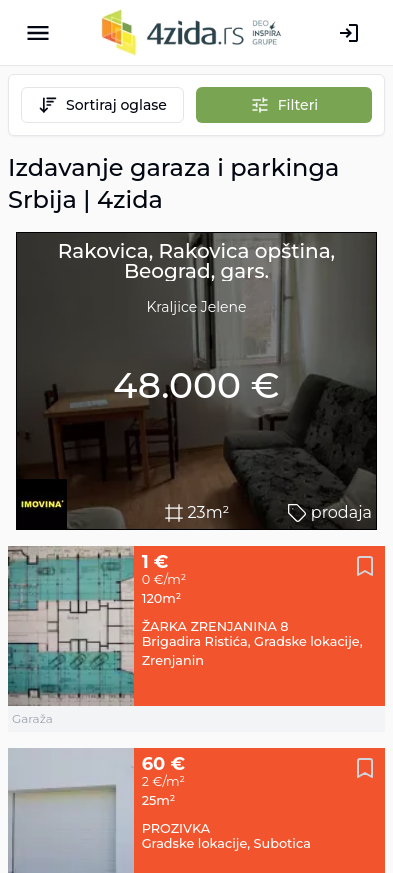 4zida.rs
DEO
INSPIRA
GRUPE
Sortiraj oglase
Filteri
Izdavanje garaza i parkinga
Srbija | 4zida
Rakovica, Rakovica opština,
Beograd, gars.
Kraljice Jelene
48.000 €
IMOVINA
23m²
prodaja
1 €
0 €/m²
120m²
ŽARKA ZRENJANINA 8
Brigadira Ristića, Gradske lokacije,
Zrenjanin
Garaža
60 €
2 €/m²
25m²
PROZIVKA
Gradske lokacije, Subotica